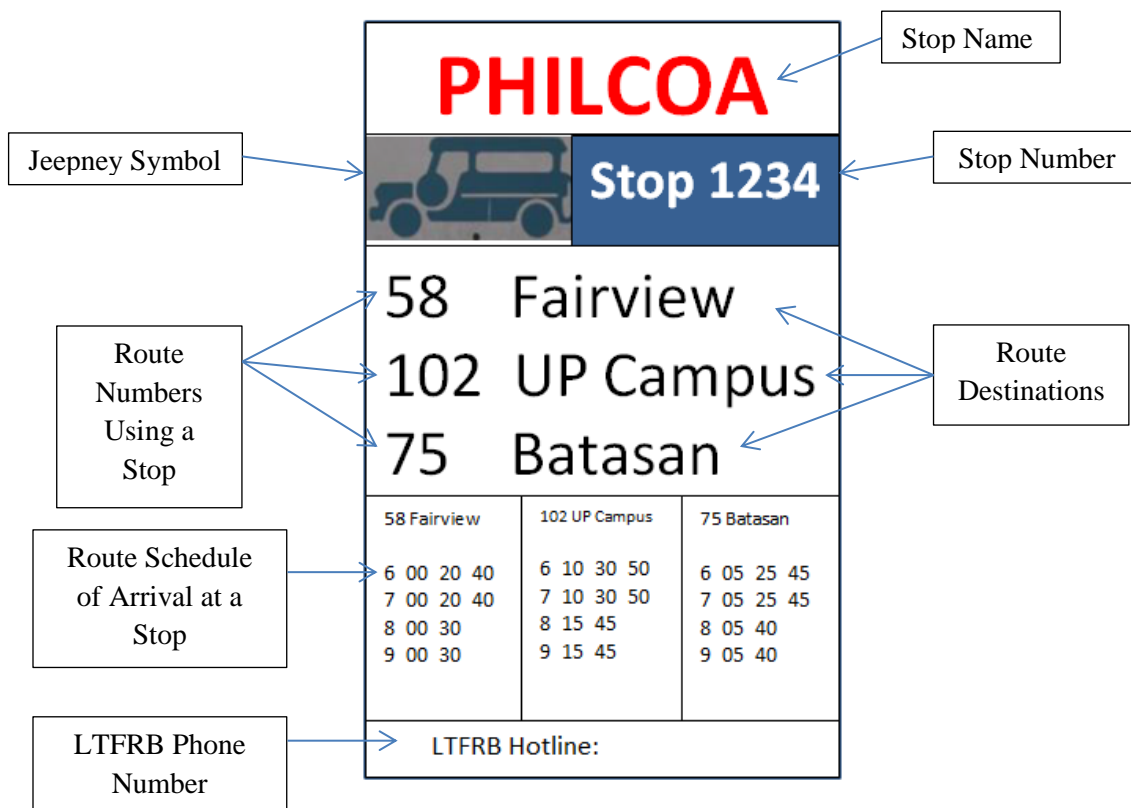 Stop Name
PHILCOA
Jeepney Symbol
Stop 1234
Stop Number
58 Fairview
102 UP Campus
75 Batasan
Route
Numbers
Using a
Stop
Route
Destinations
58 Fairview
6 00 20 40
7 00 20 40
8 00 30
9 00 30
102 UP Campus
6 10 30 50
7 10 30 50
8 15 45
9 15 45
75 Batasan
6 05 25 45
7 05 25 45
8 05 40
9 05 40
Route Schedule
of Arrival at a
Stop
LTFRB Phone
Number
LTFRB Hotline: